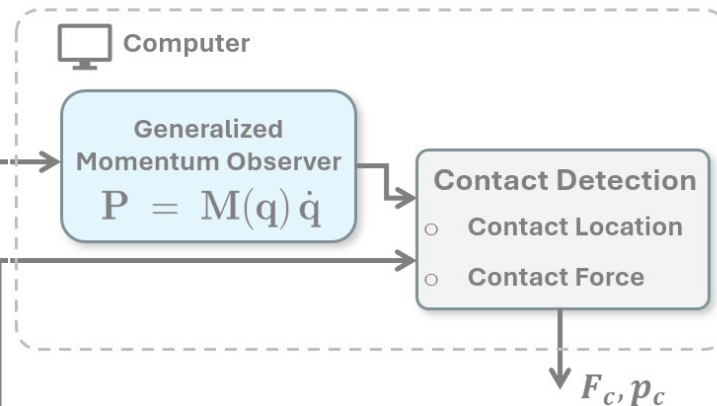 Computer
Generalized
Momentum Observer
P = M(q) q̇
Contact Detection
○ Contact Location
○ Contact Force
F_c, p_c